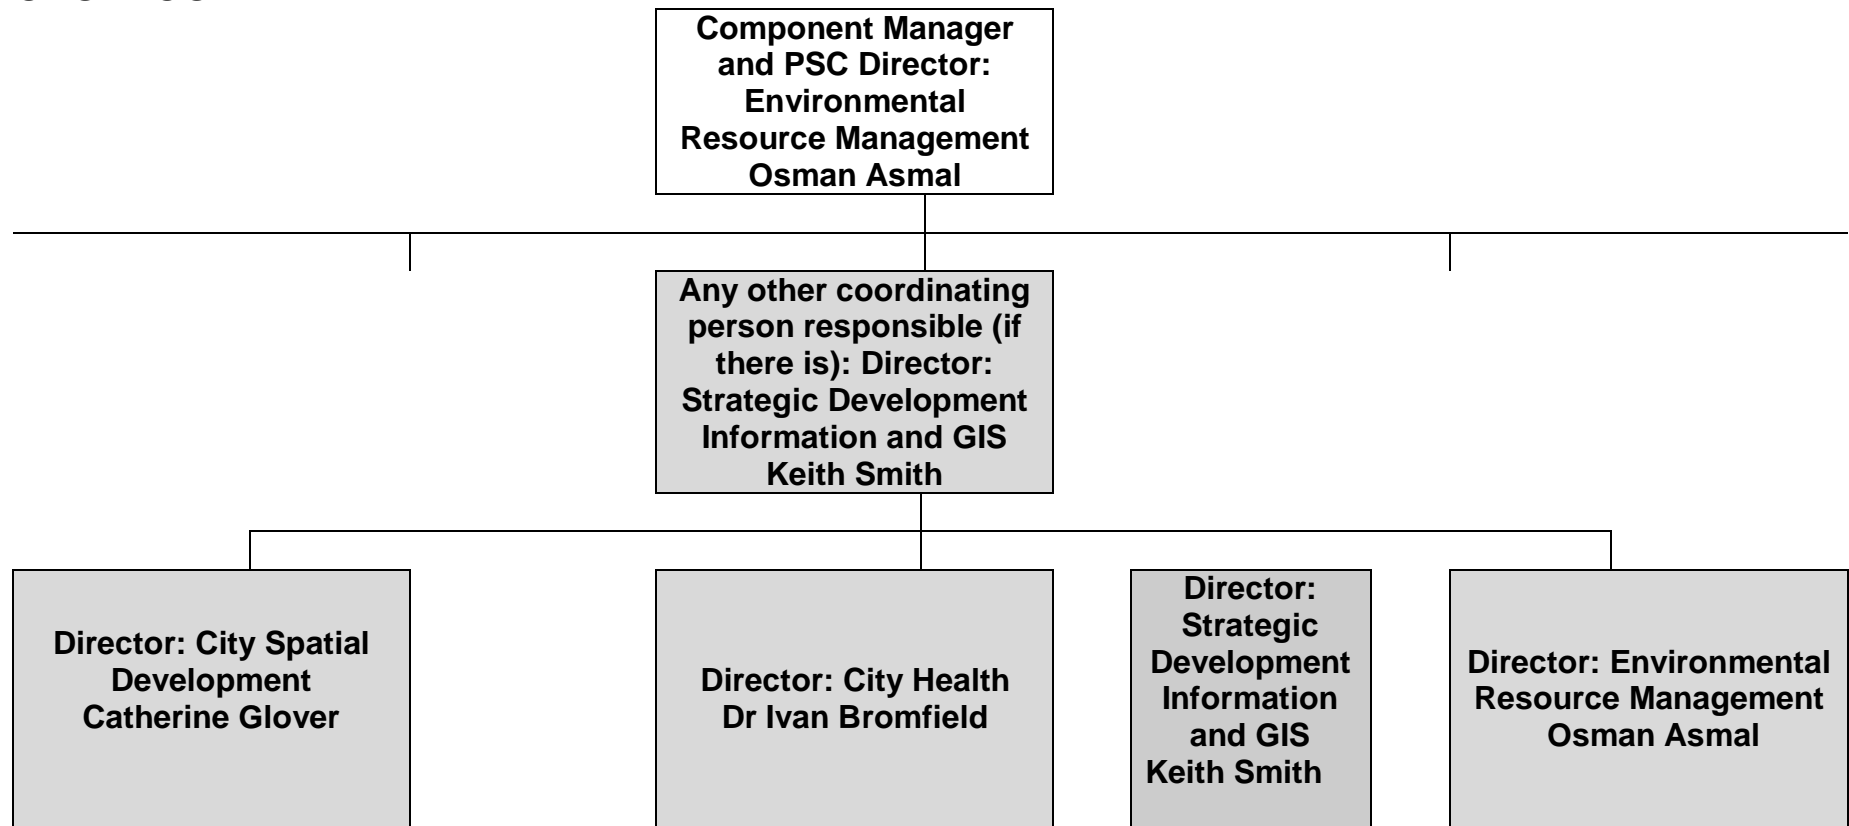 Component Manager
and PSC Director:
Environmental
Resource Management
Osman Asmal
Any other coordinating
person responsible (if
there is): Director:
Strategic Development
Information and GIS
Keith Smith
Director: City Spatial
Development
Catherine Glover
Director: City Health
Dr Ivan Bromfield
Director:
Strategic
Development
Information
and GIS
Keith Smith
Director: Environmental
Resource Management
Osman Asmal